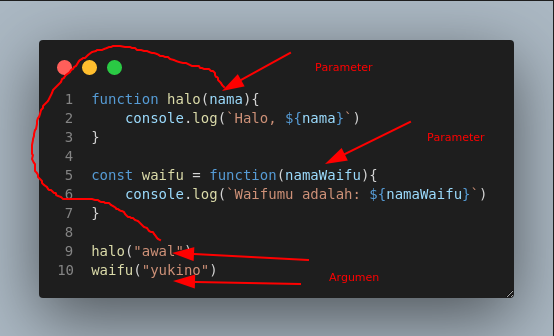 Parameter
1 function halo(nama){
2     console.log(`Halo, ${nama}`)
3 }
4
Parameter
5 const waifu = function(namaWaifu){
6     console.log(`Waifumu adalah: ${namaWaifu}`)
7 }
8
9 halo("awal")
10 waifu("yukino")
Argumen